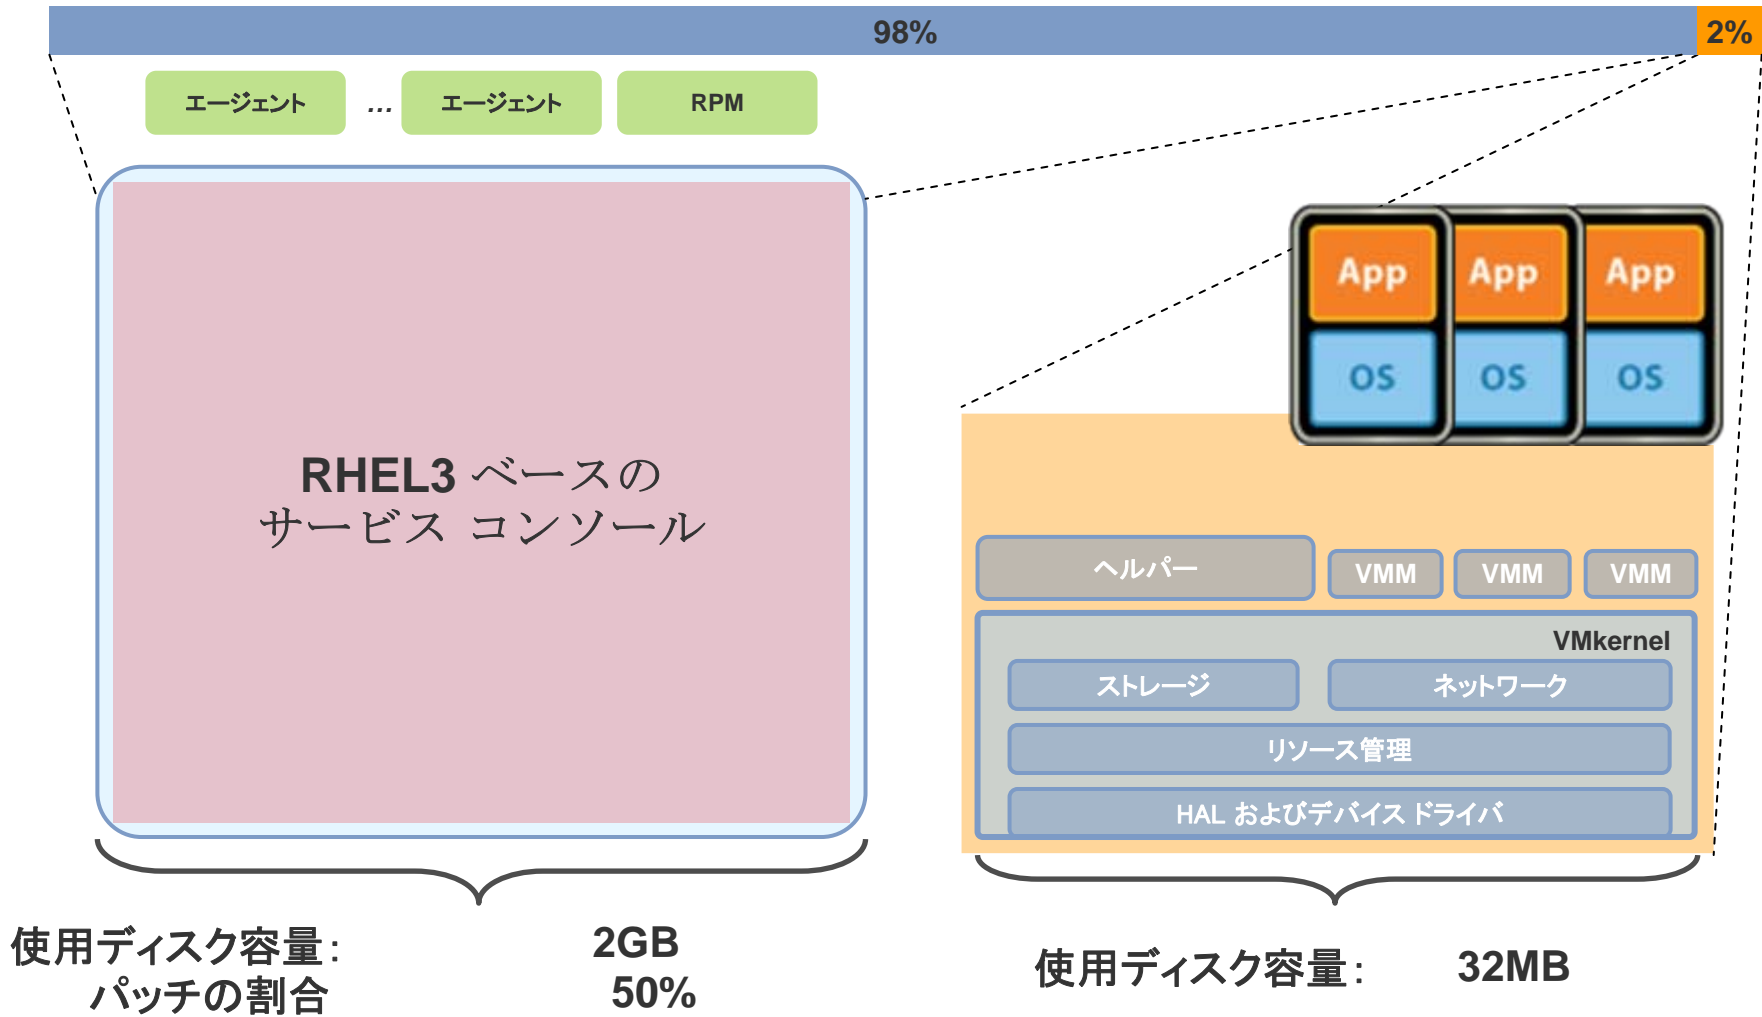 98%
2%
エージェント ... エージェント RPM
App App App
OS OS OS
RHEL3 ベースの
サービス コンソール
ヘルパー VMM VMM VMM
VMkernel
ストレージ ネットワーク
リソース管理
HAL およびデバイス ドライバ
使用ディスク容量： 2GB
パッチの割合 50%
使用ディスク容量： 32MB